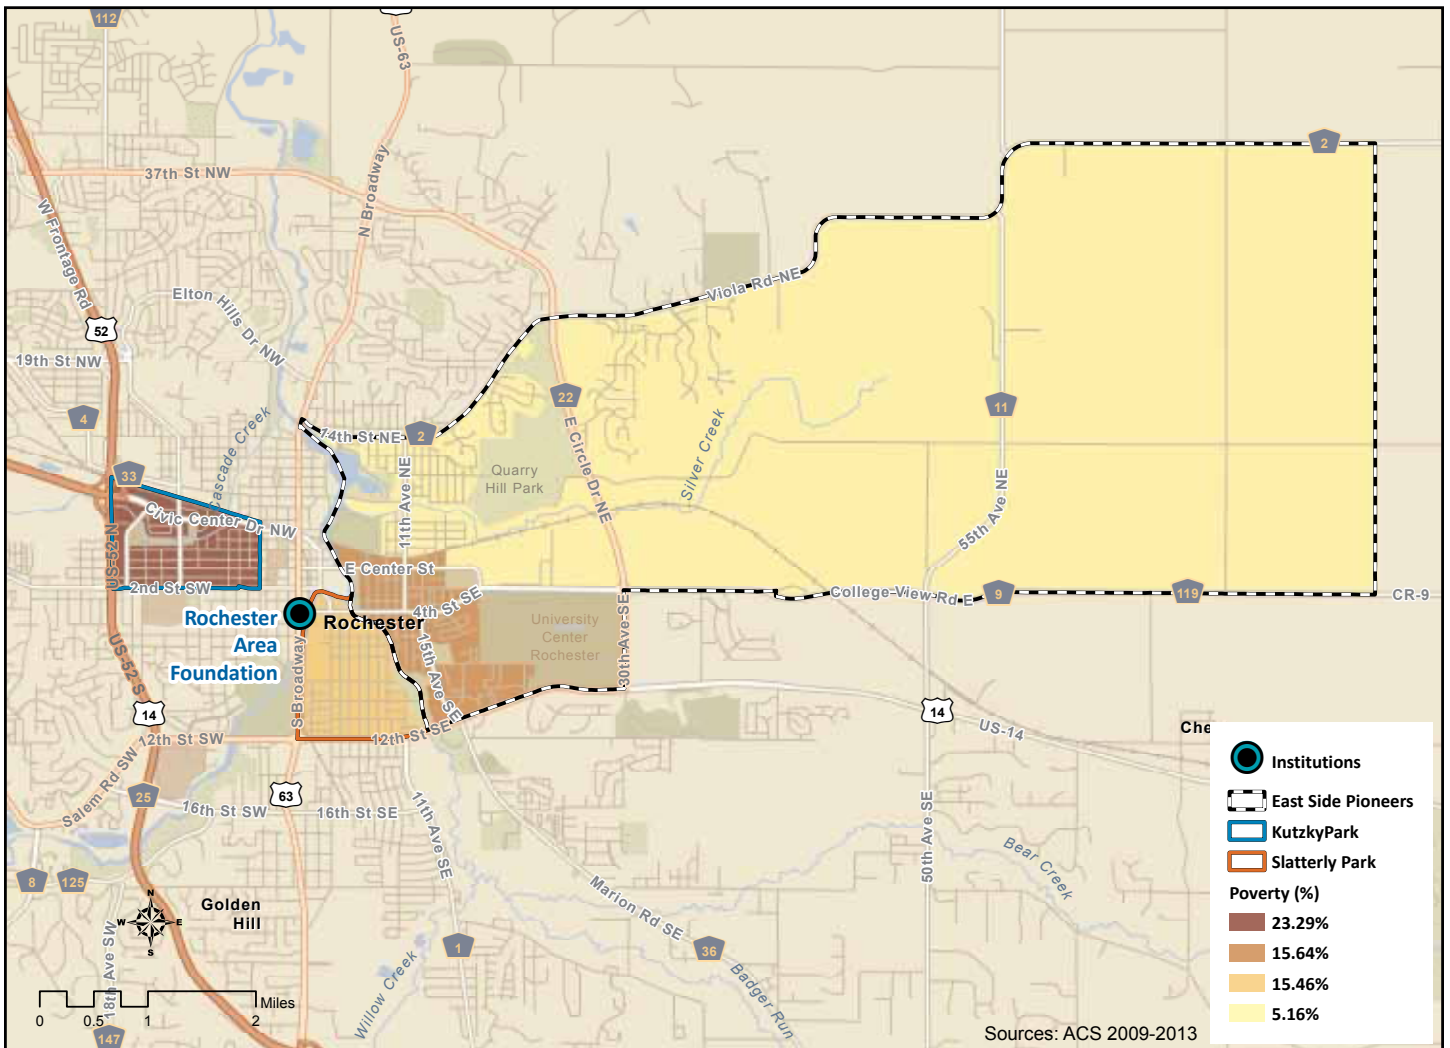 112
US-63
37th St NW
N Broadway
2
W Frontage Rd
Elton Hills Dr NW
Viola Rd NE
52
19th St NW
4
22
11
14th St NE
2
E Circle Dr NE
Cascade Creek
Silver Creek
33
Quarry
Hill Park
11th Ave NE
Civic Center Dr NW
55th Ave NE
US-52 N
E Center St
2nd St SW
College View Rd E
9
119
CR-9
4th St SE
Rochester
Area
Foundation
Rochester
University
Center
Rochester
30th Ave SE
15th Ave SE
S Broadway
US-52 S
14
12th St SW
12th St SE
14
US-14
Che
Salem Rd SW
25
63
16th St SW
16th St SE
11th Ave SE
50th Ave SE
Bear Creek
8
125
Marion Rd SE
N
W
E
S
Golden
Hill
18th Ave SW
1
36
Willow Creek
Badger Run
147
Miles
0
0.5
1
2
Institutions
East Side Pioneers
KutzkyPark
Slatterly Park
Poverty (%)
23.29%
15.64%
15.46%
5.16%
Sources: ACS 2009-2013